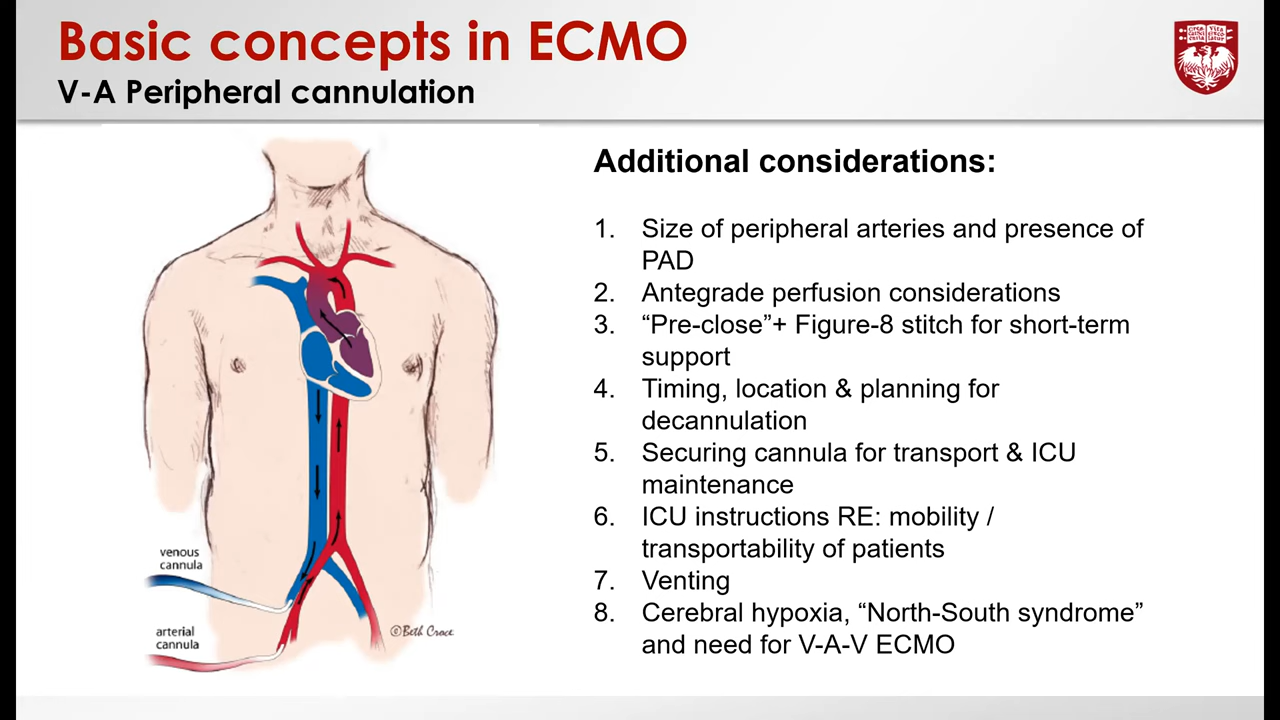 Basic concepts in ECMO
V-A Peripheral cannulation
Additional considerations:
1. Size of peripheral arteries and presence of
PAD
2. Antegrade perfusion considerations
3. “Pre-close”+ Figure-8 stitch for short-term
support
4. Timing, location & planning for
decannulation
5. Securing cannula for transport & ICU
maintenance
6. ICU instructions RE: mobility /
transportability of patients
7. Venting
8. Cerebral hypoxia, “North-South syndrome”
and need for V-A-V ECMO
venous
cannula
arterial
cannula
©Beth Croce